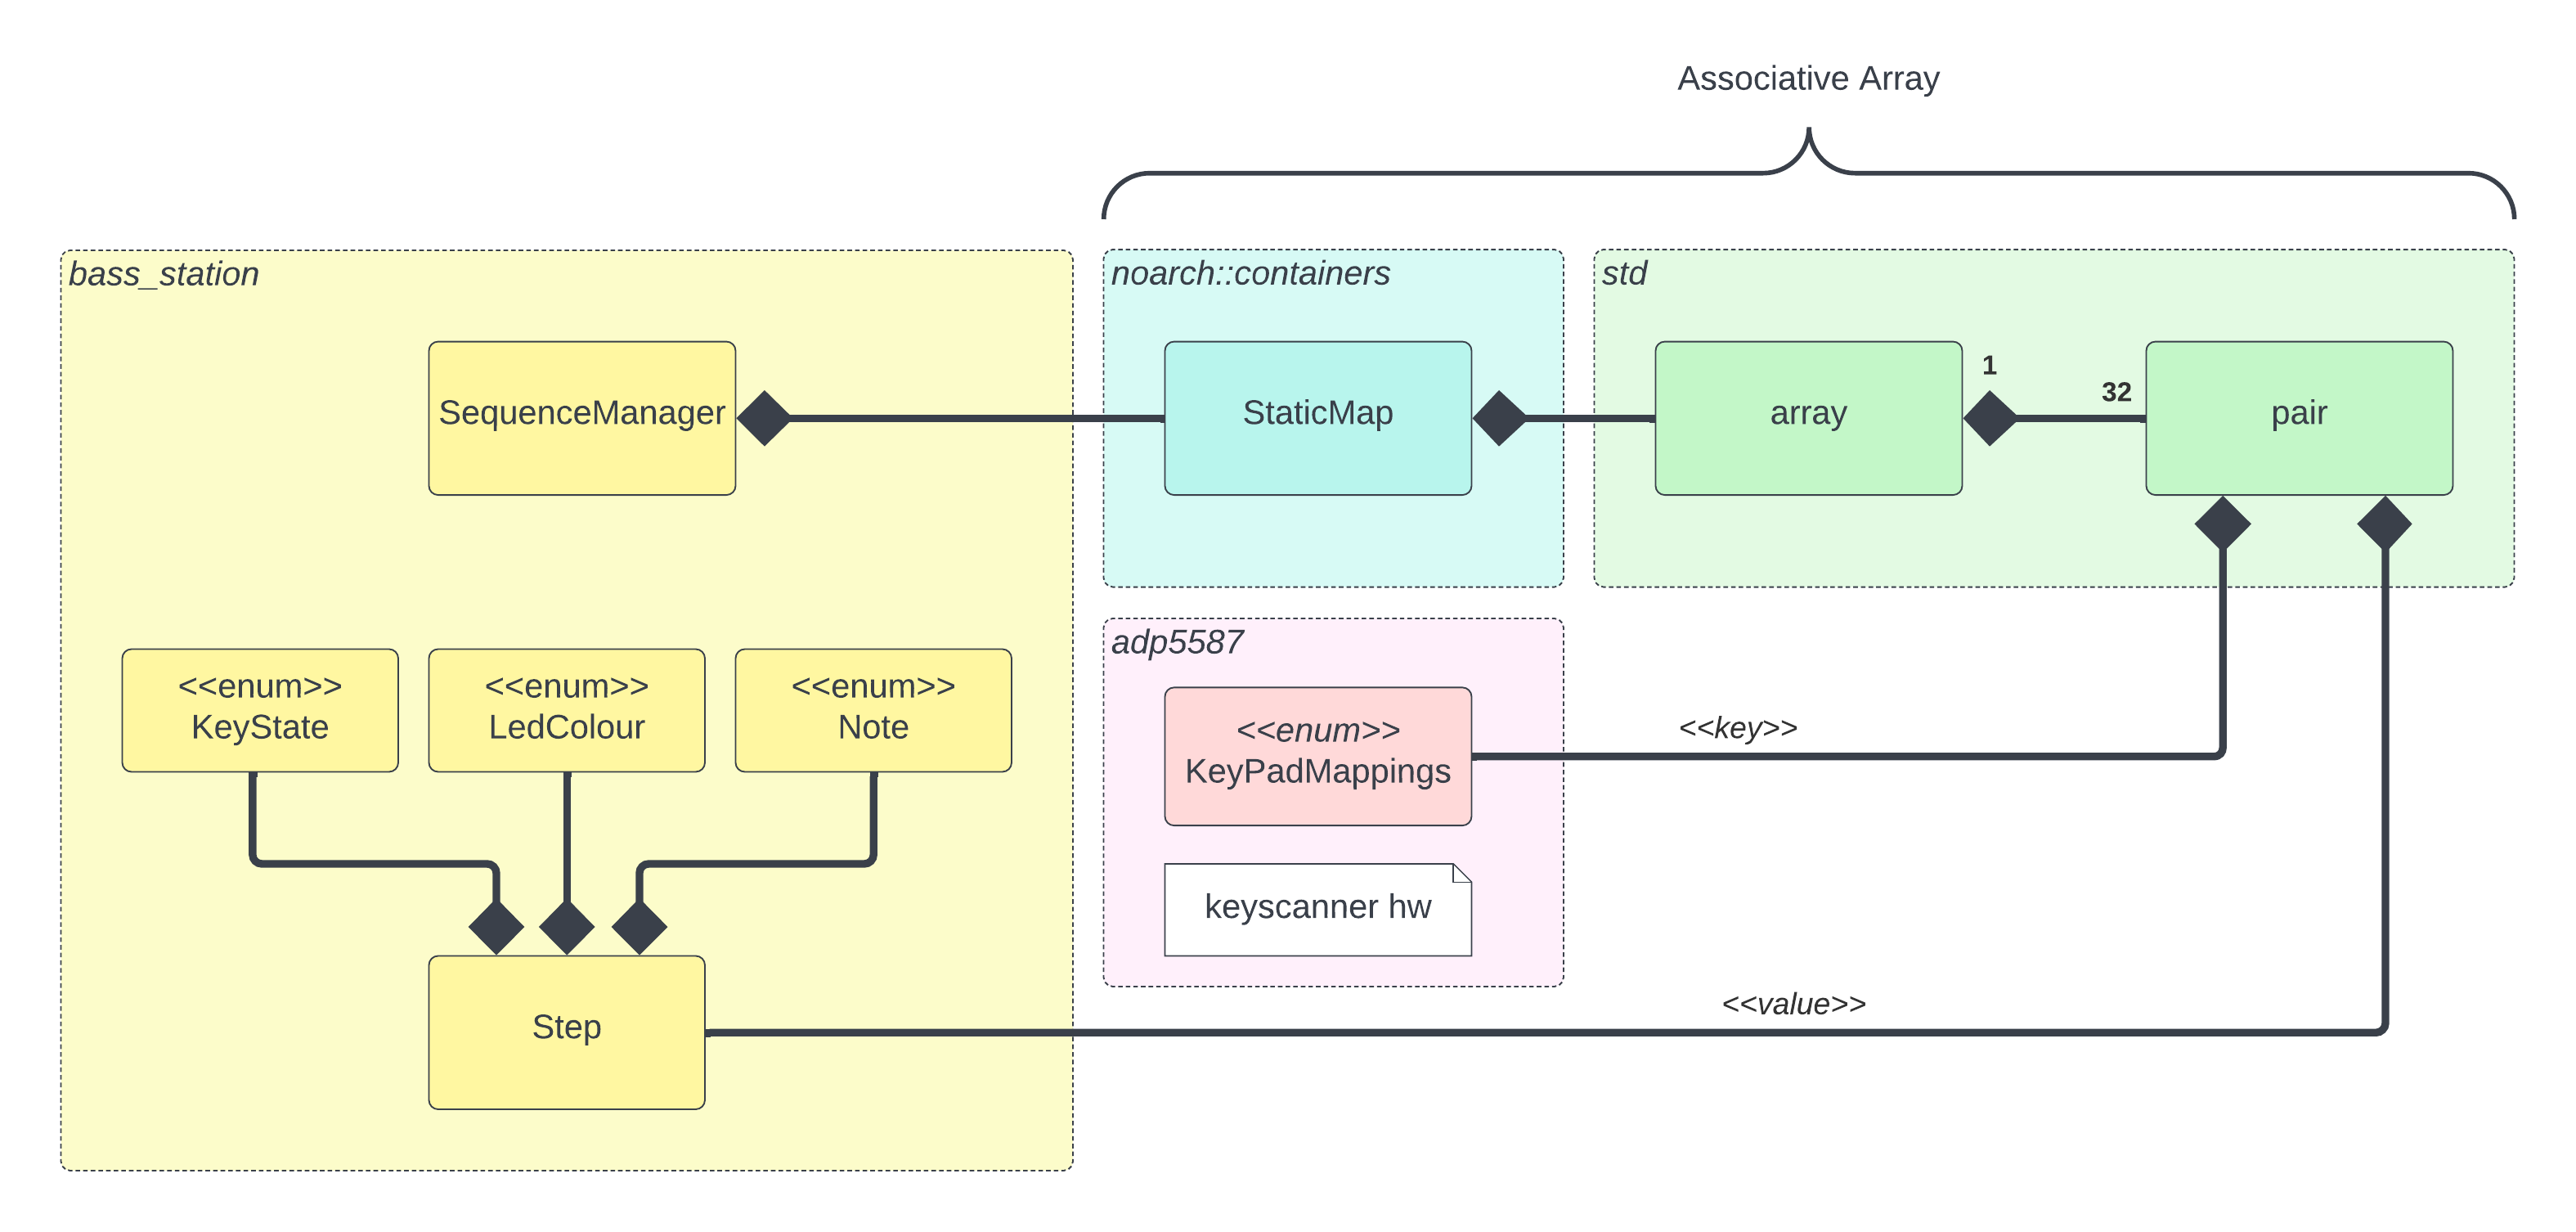 Associative Array
bass_station
noarch::containers
std
SequenceManager
StaticMap
array
1
32
pair
adp5587
<<enum>>
KeyState
<<enum>>
LedColour
<<enum>>
Note
<<enum>>
KeyPadMappings
<<key>>
keyscanner hw
<<value>>
Step